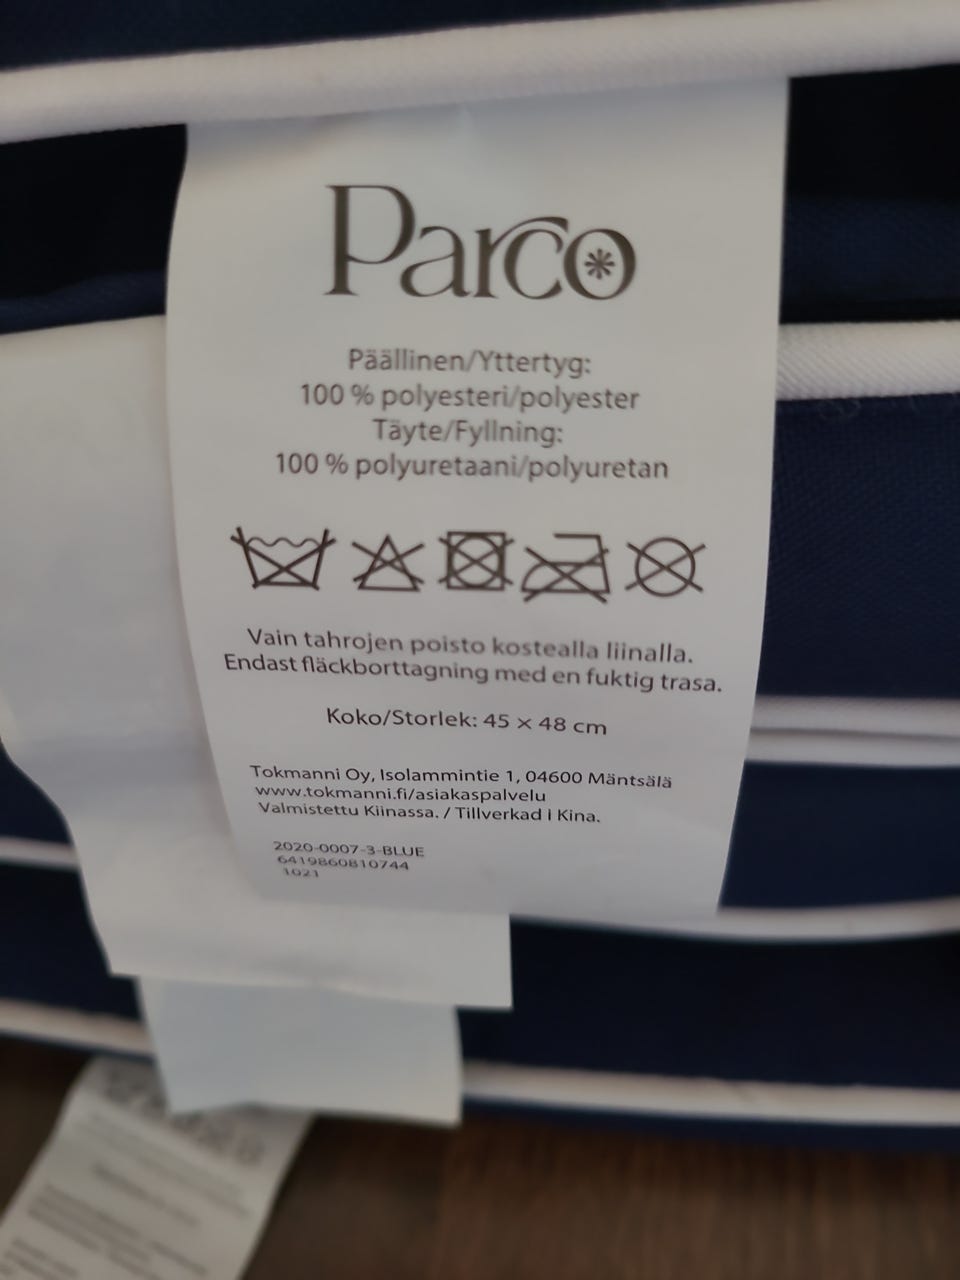 Parco
Päällinen/Yttertyg:
100 % polyesteri/polyester
Täyte/Fyllning:
100 % polyuretaani/polyuretan
Vain tahrojen poisto kostealla liinalla.
Endast fläckborttagning med en fuktig trasa.
Koko/Storlek: 45 × 48 cm
Tokmanni Oy, Isolammintie 1, 04600 Mäntsälä
www.tokmanni.fi/asiakaspalvelu
Valmistettu Kiinassa. / Tillverkad i Kina.
2020-0007-3-BLUE
6419860810744
1021